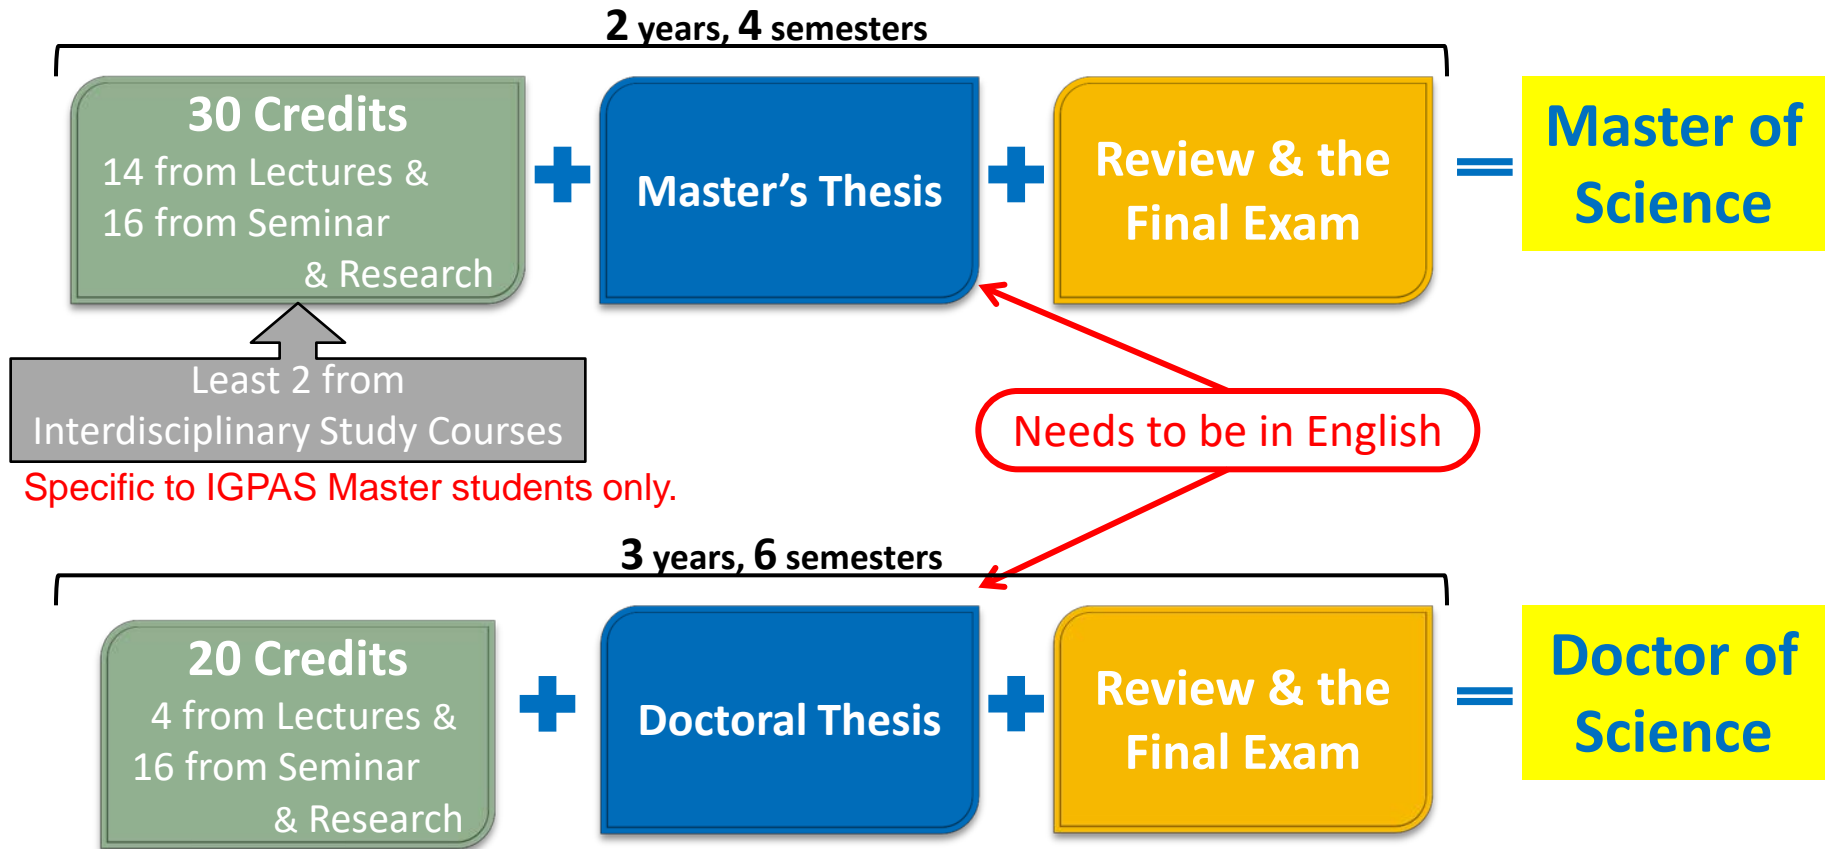 2 years, 4 semesters
30 Credits
14 from Lectures &
16 from Seminar
& Research
Master's Thesis
Review & the
Final Exam
Master of
Science
Least 2 from
Interdisciplinary Study Courses
Specific to IGPAS Master students only.
Needs to be in English
3 years, 6 semesters
20 Credits
4 from Lectures &
16 from Seminar
& Research
Doctoral Thesis
Review & the
Final Exam
Doctor of
Science